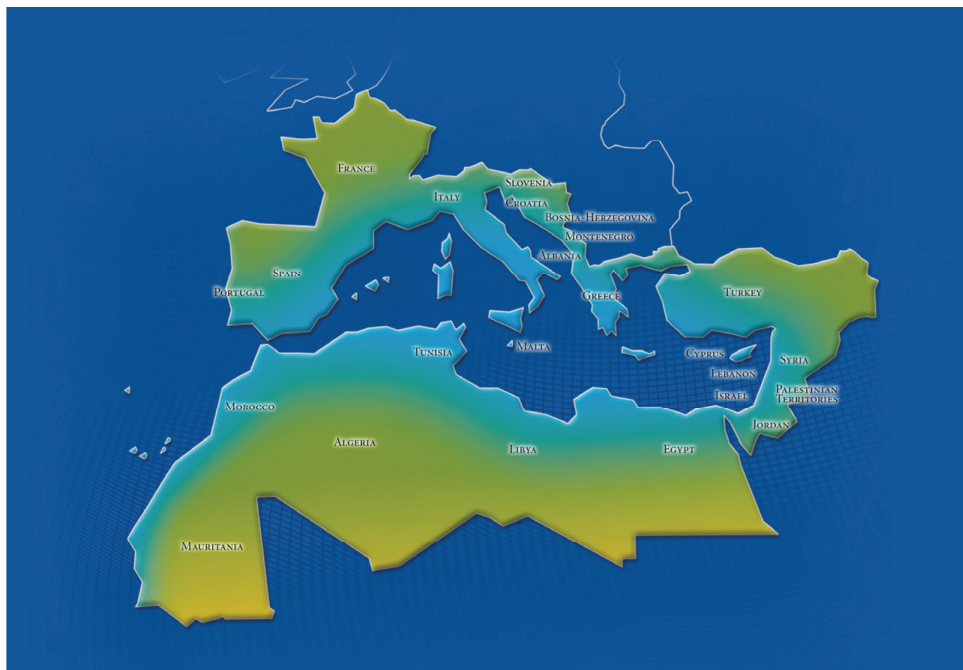 France
Slovenia
Italy
Croatia
Bosnia-Herzegovina
Montenegro
Albania
Spain
Portugal
Greece
Turkey
Malta
Tunisia
Cyprus
Syria
Lebanon
Israel
Palestinian
Territories
Morocco
Jordan
Algeria
Libya
Egypt
Mauritania